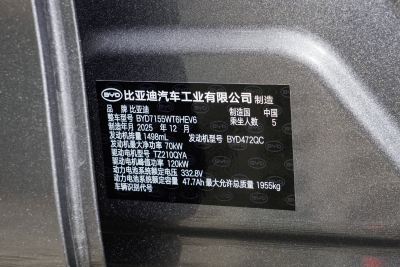 BYD 比亚迪汽车工业有限公司 制造
品牌 比亚迪 制造国 中国
整车型号 BYD7155WT6HEV6 乘坐人数 5
制造年月 2025 年 12 月
发动机排量 1498mL 发动机型号 BYD472QC
发动机最大净功率 70kW
驱动电机型号 TZ210QYA
驱动电机峰值功率 120kW
动力电池系统额定电压 332.8V
动力电池系统额定容量 47.7Ah 最大允许总质量 1955kg
车辆识别代号